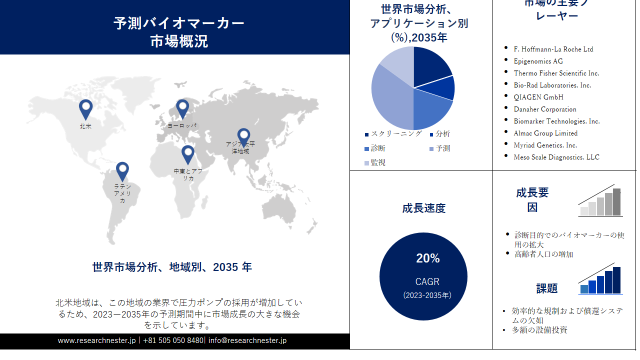 予測バイオマーカー
市場概況
北米
ヨーロッパ
アジア太平
洋地域
中東とアフ
リカ
ラテン
アメリ
カ
世界市場分析、地域別、2035 年
北米地域は、この地域の業界で圧力ポンプの採用が増加してい
るため、2023ー2035年の予測期間中に市場成長の大きな機会
を示しています。
www.researchnester.jp | +81 505 050 8480| info@researchnester.jp
世界市場分析、
アプリケーション別
(%),2035年
スクリーニング
分析
診断
予測
監視
市場の主要プ
レーヤー
F. Hoffmann-La Roche Ltd
Epigenomics AG
Thermo Fisher Scientific Inc.
Bio-Rad Laboratories, Inc.
QIAGEN GmbH
Danaher Corporation
Biomarker Technologies, Inc.
Almac Group Limited
Myriad Genetics, Inc.
Meso Scale Diagnostics, LLC
成長速度
20%
CAGR
(2023-2035年)
成長要
因
診断目的でのバイオマーカーの使
用の拡大
高齢者人口の増加
課題
効率的な規制および償還システ
ムの欠如
多額の設備投資